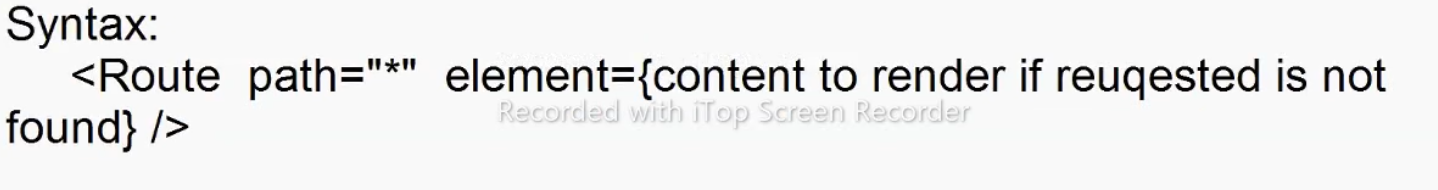 Syntax:
<Route path="*" element={content to render if reuqested is not
Recorded with iTop Screen Recorder
found} />